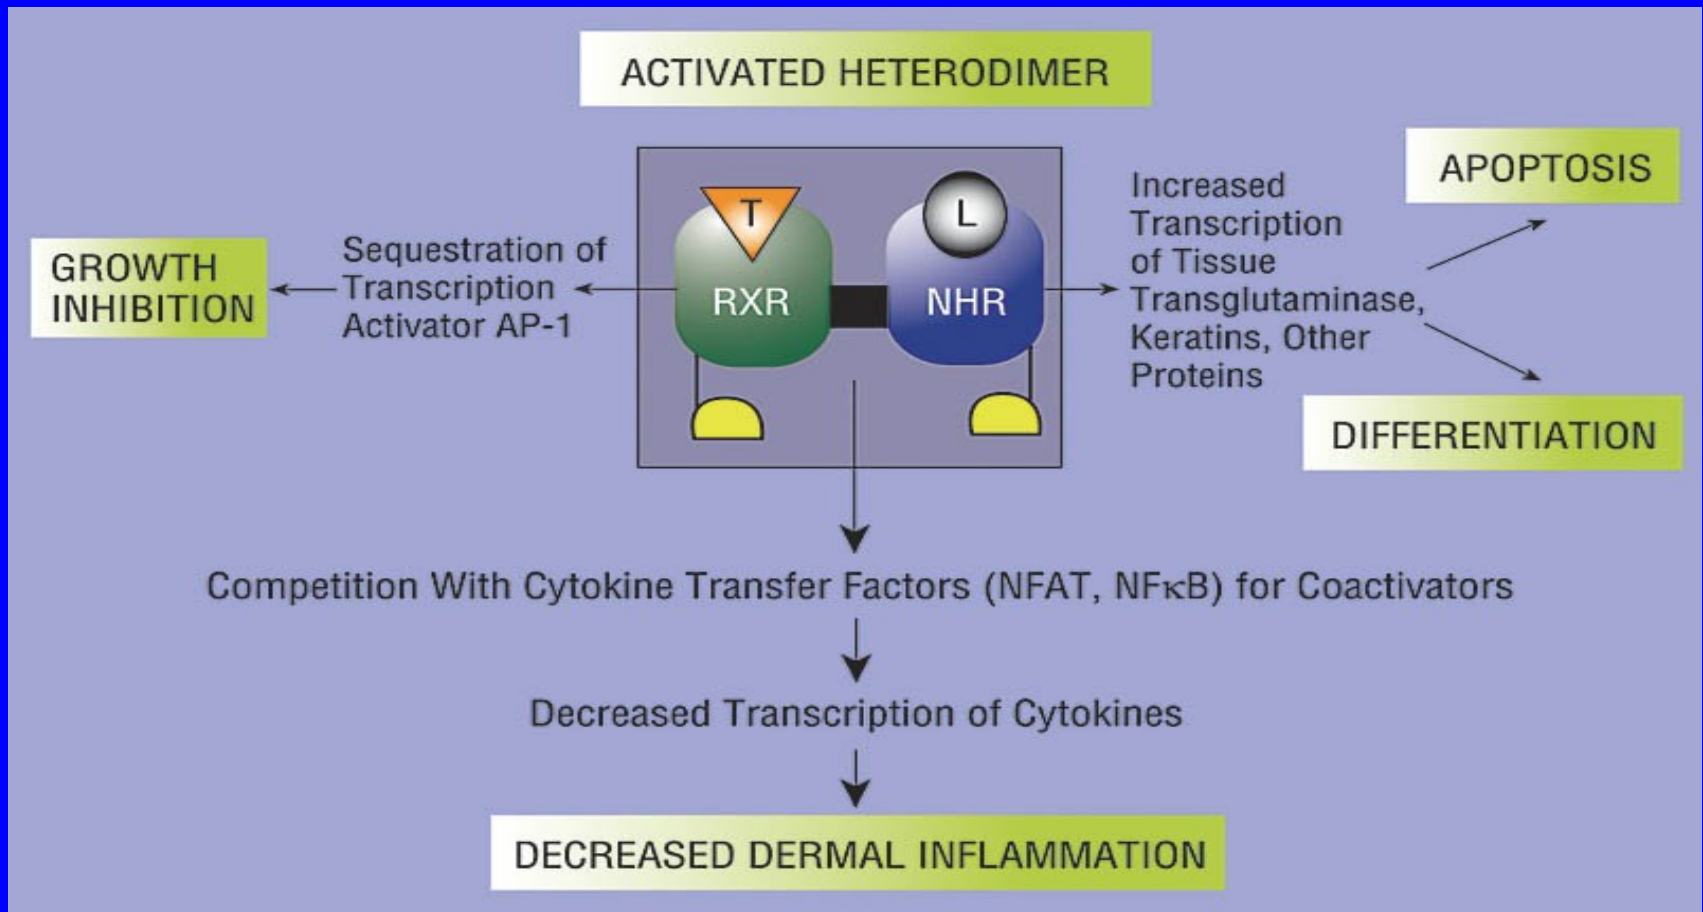 ACTIVATED HETERODIMER
T
RXR
L
NHR
Sequestration of
Transcription
Activator AP-1
GROWTH
INHIBITION
Increased
Transcription
of Tissue
Transglutaminase,
Keratins, Other
Proteins
APOPTOSIS
DIFFERENTIATION
Competition With Cytokine Transfer Factors (NFAT, NFκB) for Coactivators
Decreased Transcription of Cytokines
DECREASED DERMAL INFLAMMATION